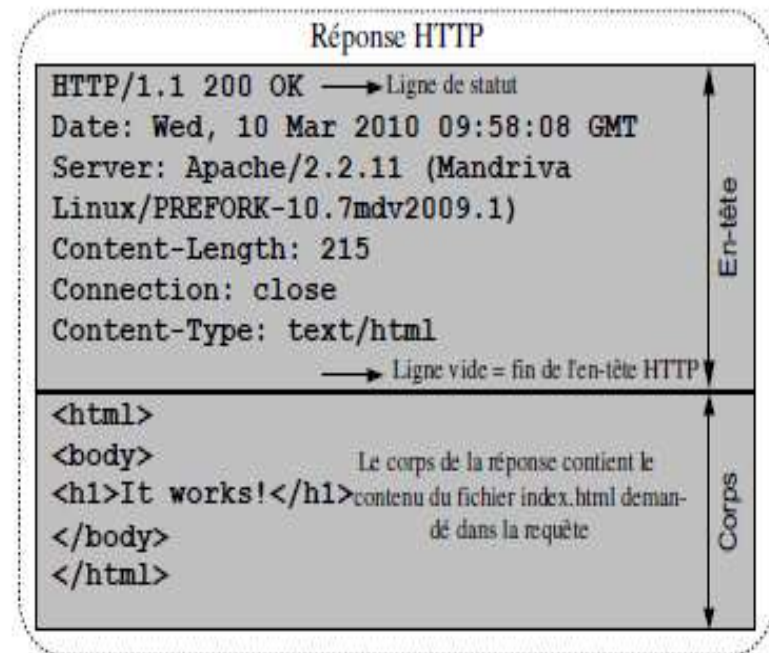 Réponse HTTP
HTTP/1.1 200 OK
Ligne de statut
Date: Wed, 10 Mar 2010 09:58:08 GMT
Server: Apache/2.2.11 (Mandriva
Linux/PREFORK-10.7mdv2009.1)
Content-Length: 215
Connection: close
Content-Type: text/html
Ligne vide = fin de l'en-tête HTTP
En-tête
<html>
<body>
<h1>It works!</h1>
</body>
</html>
Le corps de la réponse contient le
contenu du fichier index.html deman-
dé dans la requête
Corps